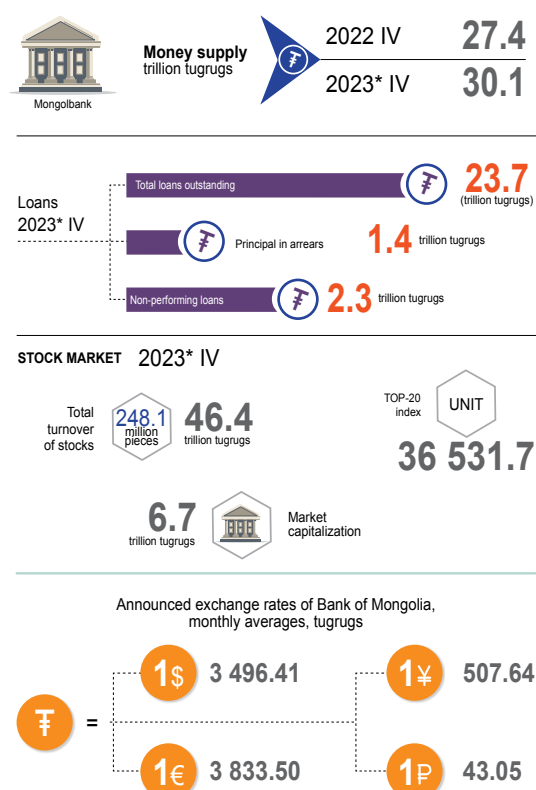 Mongolbank
Money supply
trillion tugrugs
₮
2022 IV 27.4
2023* IV 30.1
Loans
2023* IV
Total loans outstanding ₮ 23.7
(trillion tugrugs)
₮ Principal in arrears 1.4 trillion tugrugs
Non-performing loans ₮ 2.3 trillion tugrugs
STOCK MARKET 2023* IV
Total
turnover
of stocks
248.1
million
pieces
46.4
trillion tugrugs
TOP-20
index
UNIT
36 531.7
6.7
trillion tugrugs
Market
capitalization
Announced exchange rates of Bank of Mongolia,
monthly averages, tugrugs
₮ =
1$ 3 496.41
1¥ 507.64
1€ 3 833.50
1₽ 43.05